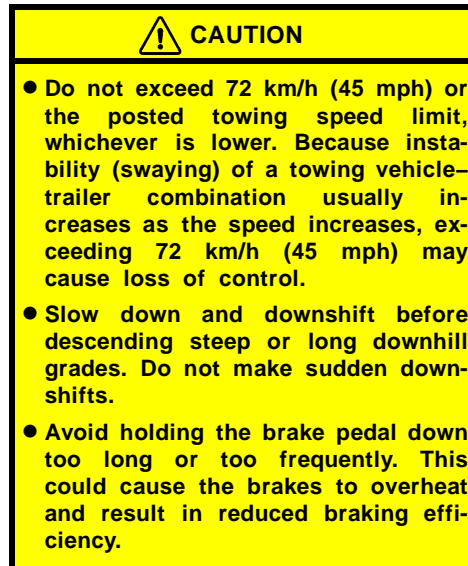 CAUTION
● Do not exceed 72 km/h (45 mph) or
the posted towing speed limit,
whichever is lower. Because insta-
bility (swaying) of a towing vehicle–
trailer combination usually in-
creases as the speed increases, ex-
ceeding 72 km/h (45 mph) may
cause loss of control.
● Slow down and downshift before
descending steep or long downhill
grades. Do not make sudden down-
shifts.
● Avoid holding the brake pedal down
too long or too frequently. This
could cause the brakes to overheat
and result in reduced braking effi-
ciency.